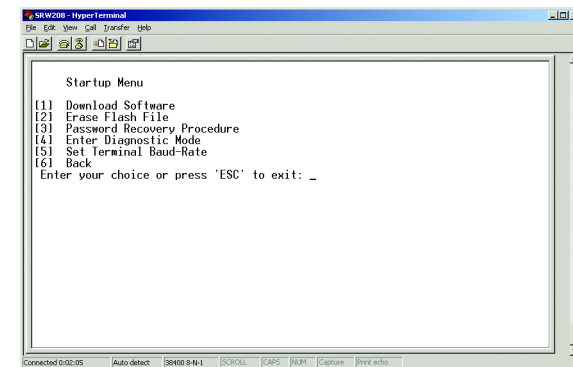 SRW208 - HyperTerminal
File Edit View Call Transfer Help
Startup Menu
[1] Download Software
[2] Erase Flash File
[3] Password Recovery Procedure
[4] Enter Diagnostic Mode
[5] Set Terminal Baud-Rate
[6] Back
Enter your choice or press 'ESC' to exit: _
Connected 0:02:05 Auto detect 38400 8-N-1 SCROLL CAPS NUM Capture Print echo